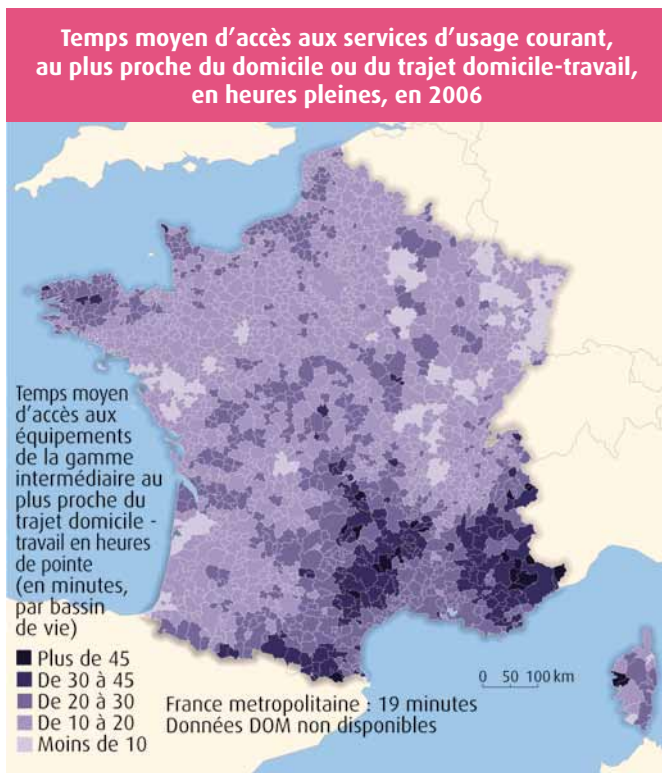 Temps moyen d'accès aux services d'usage courant,
au plus proche du domicile ou du trajet domicile-travail,
en heures pleines, en 2006
Temps moyen
d'accès aux
équipements
de la gamme
intermédiaire au
plus proche du
trajet domicile -
travail en heures
de pointe
(en minutes,
par bassin
de vie)
Plus de 45
De 30 à 45
De 20 à 30
De 10 à 20
Moins de 10
France metropolitaine : 19 minutes
Données DOM non disponibles
0 50 100 km